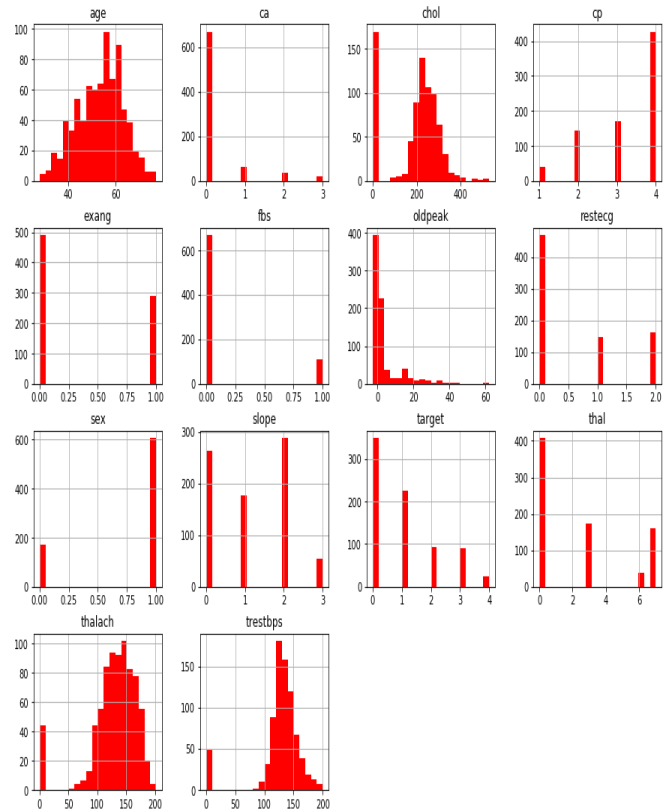 age ca chol cp
100 80 60 40 20 0 600 400 200 0 150 100 50 0 400 300 200 100 0
40 60 0 1 2 3 0 200 400 1 2 3 4
exang fbs oldpeak restecg
500 400 300 200 100 0 600 400 200 0 400 300 200 100 0 400 300 200 100 0
0.00 0.25 0.50 0.75 1.00 0.00 0.25 0.50 0.75 1.00 0 20 40 60 0.0 0.5 1.0 1.5 2.0
sex slope target thal
600 400 200 0 300 200 100 0 300 200 100 0 400 300 200 100 0
0.00 0.25 0.50 0.75 1.00 0 1 2 3 0 1 2 3 4 0 2 4 6
thalach trestbps
100 80 60 40 20 0 150 100 50 0
0 50 100 150 200 0 50 100 150 200